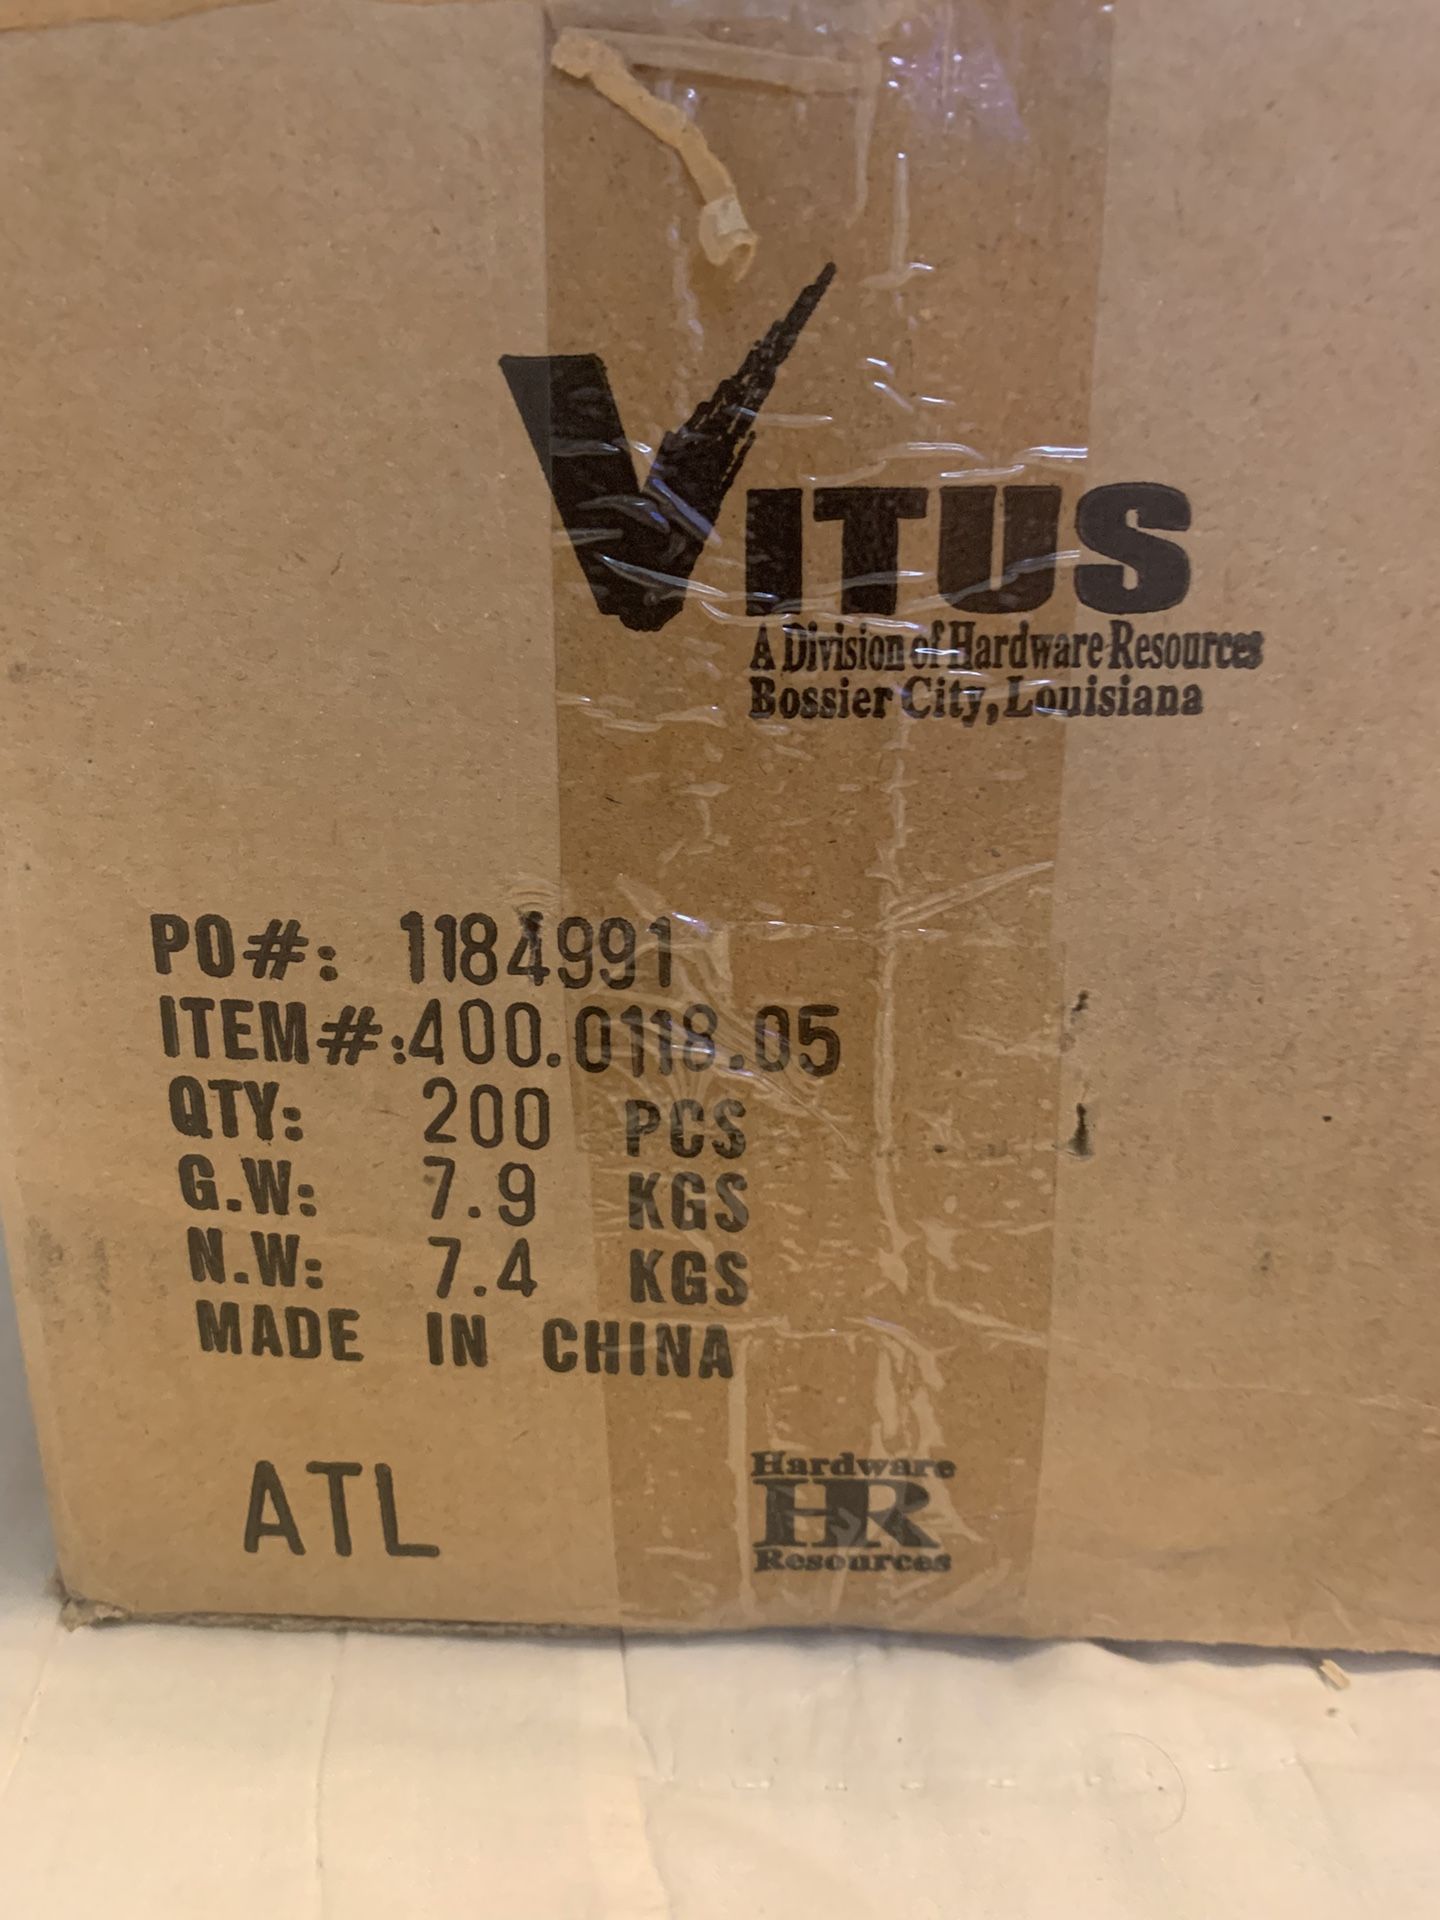 VITUS
A Division of Hardware Resources
Bossier City, Louisiana
PO#: 1184991
ITEM#:400.0118.05
QTY: 200 PCS
G.W: 7.9 KGS
N.W: 7.4 KGS
MADE IN CHINA
ATL
Hardware
HR
Resources